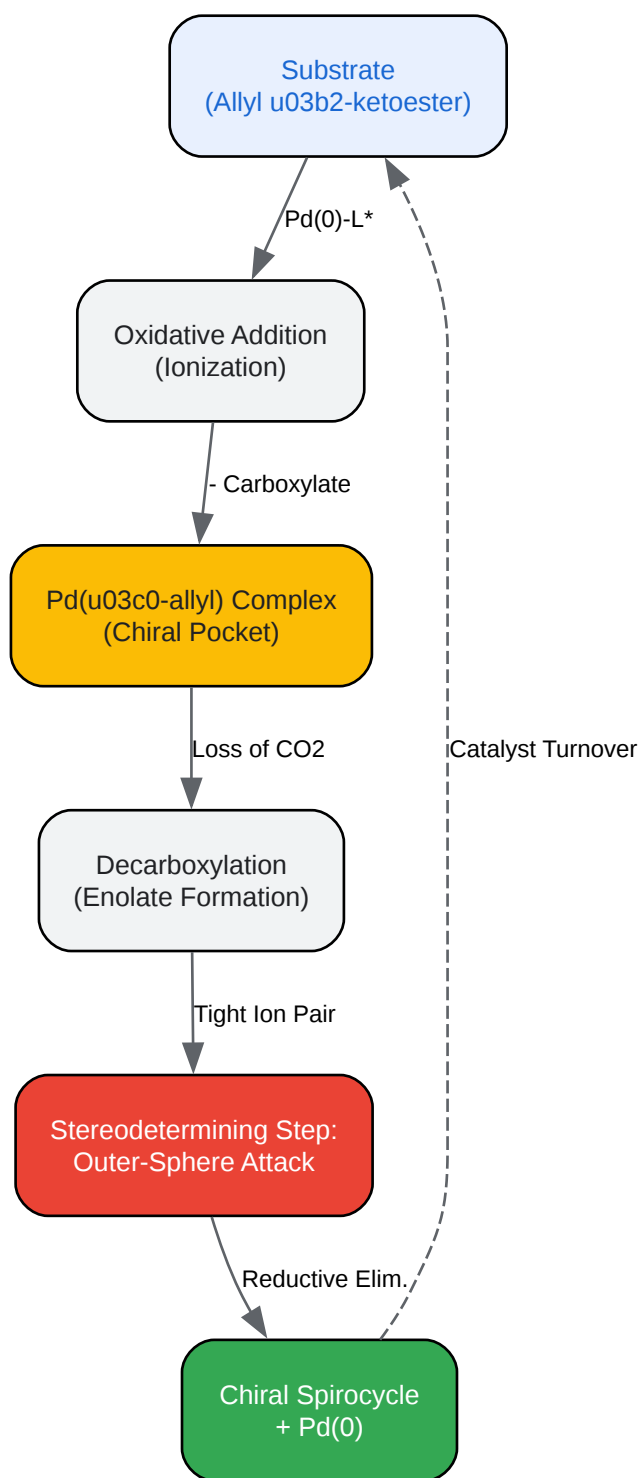 Substrate
(Allyl u03b2-ketoester)
Pd(0)-L*
Oxidative Addition
(Ionization)
- Carboxylate
Pd(u03c0-allyl) Complex
(Chiral Pocket)
Loss of CO2
Catalyst Turnover
Decarboxylation
(Enolate Formation)
Tight Ion Pair
Stereodetermining Step:
Outer-Sphere Attack
Reductive Elim.
Chiral Spirocycle
+ Pd(0)